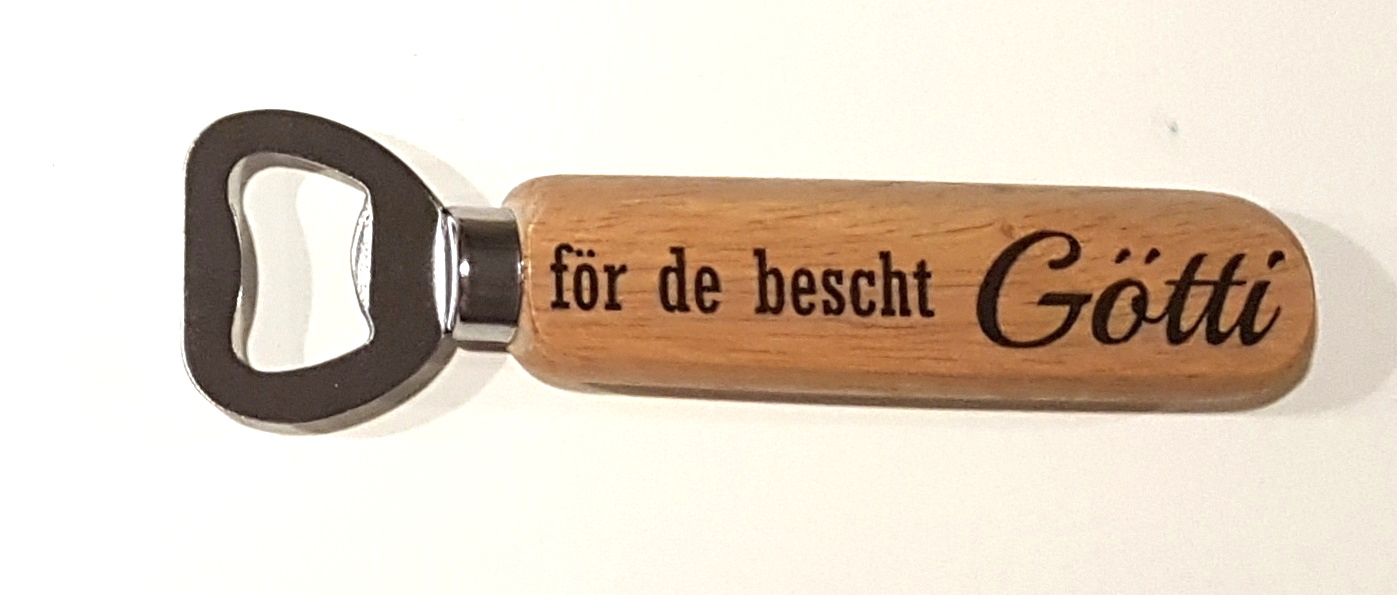 för de bescht Götti